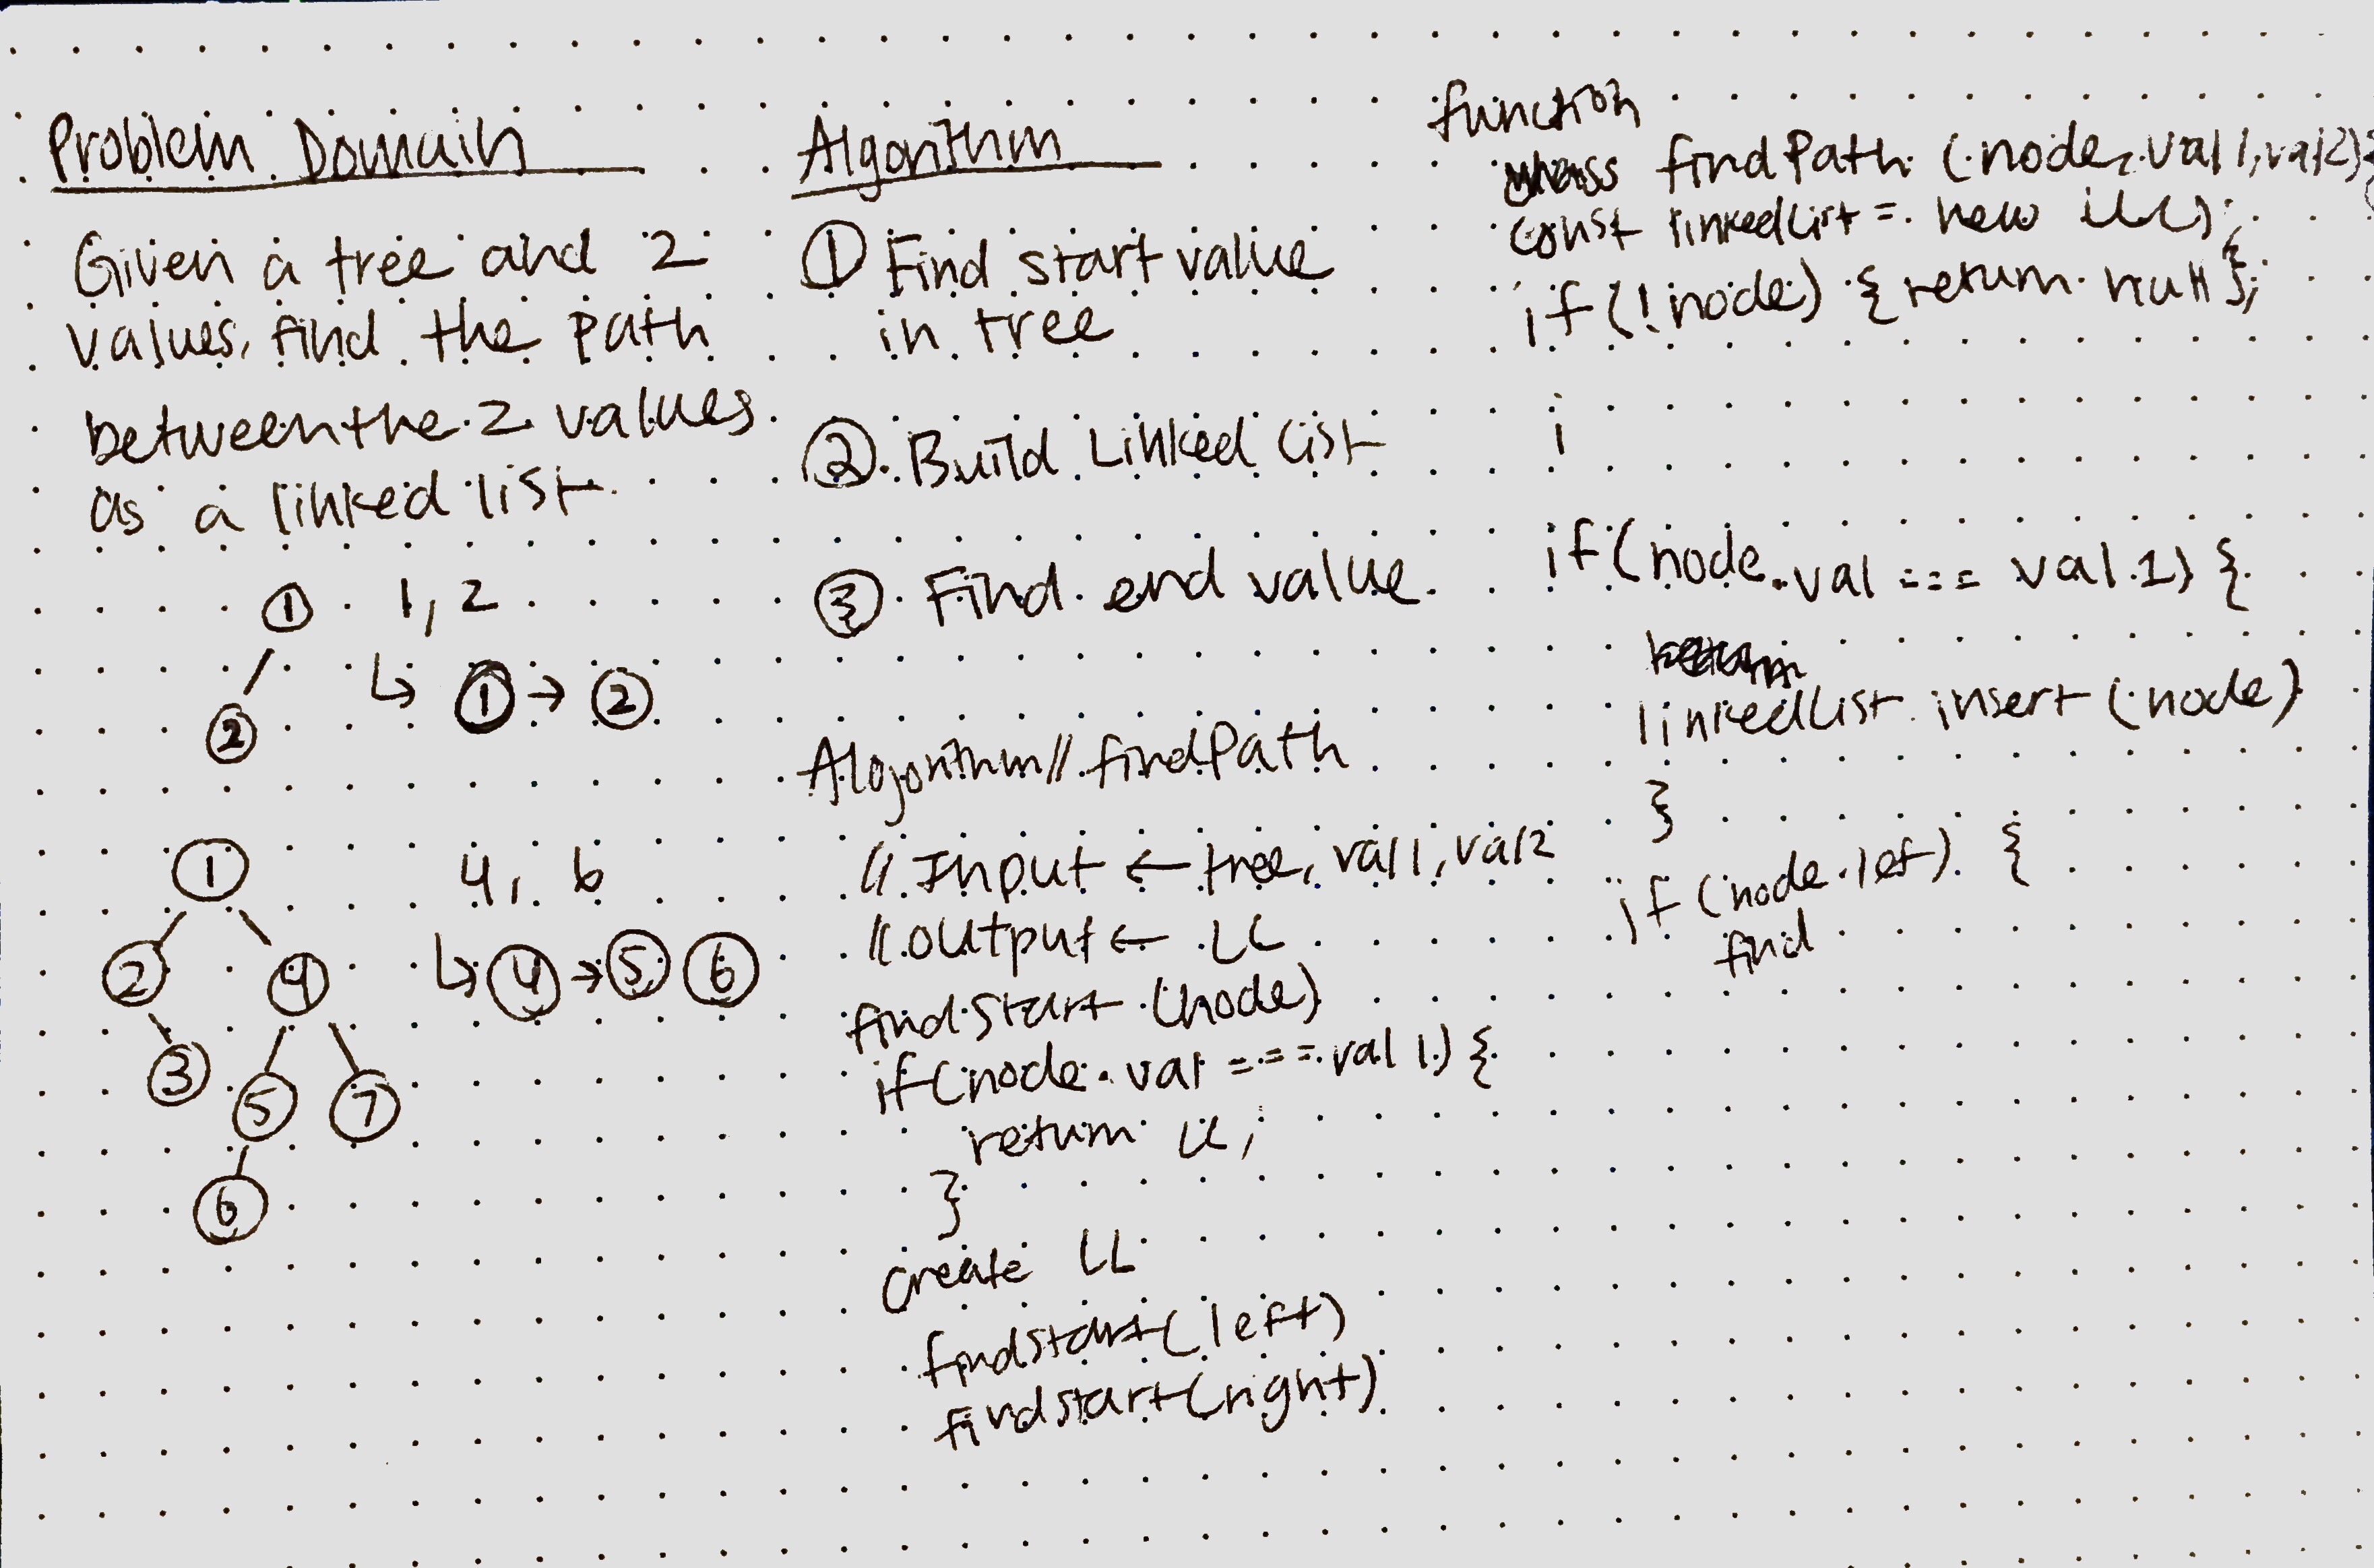 Problem Domain
Given a tree and 2
values, find the path
between the 2 values
as a linked list
1 1, 2
↳ 1 → 2
2
1 4, 6
2 4 ↳ 4 → 5 6
3 5 7
6
Algorithm
1 Find start value
in tree
2. Build Linked List
3. Find end value
Algorithm // findPath
// Input ← tree, val1, val2
// output ← LL
findStart (node)
if(node.val === val1) {
return LL;
}
create LL
findstart(left)
findstart(right)
function
findPath (node, val1, val2) {
const linkedList = new LL();
if (!node) { return null };
if(node.val === val1) {
linkedList.insert(node)
}
if (node.left) {
find